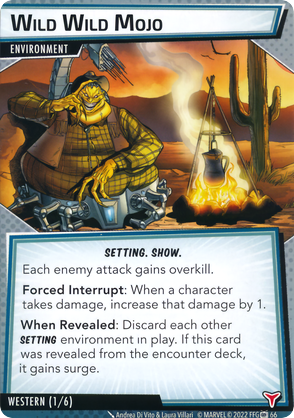 Wild Wild Mojo
ENVIRONMENT
SETTING. SHOW.
Each enemy attack gains overkill.
Forced Interrupt: When a character
takes damage, increase that damage by 1.
When Revealed: Discard each other
SETTING environment in play. If this card
was revealed from the encounter deck,
it gains surge.
WESTERN (1/6)
Andrea Di Vito & Laura Villari © MARVEL © 2022 FFG 66